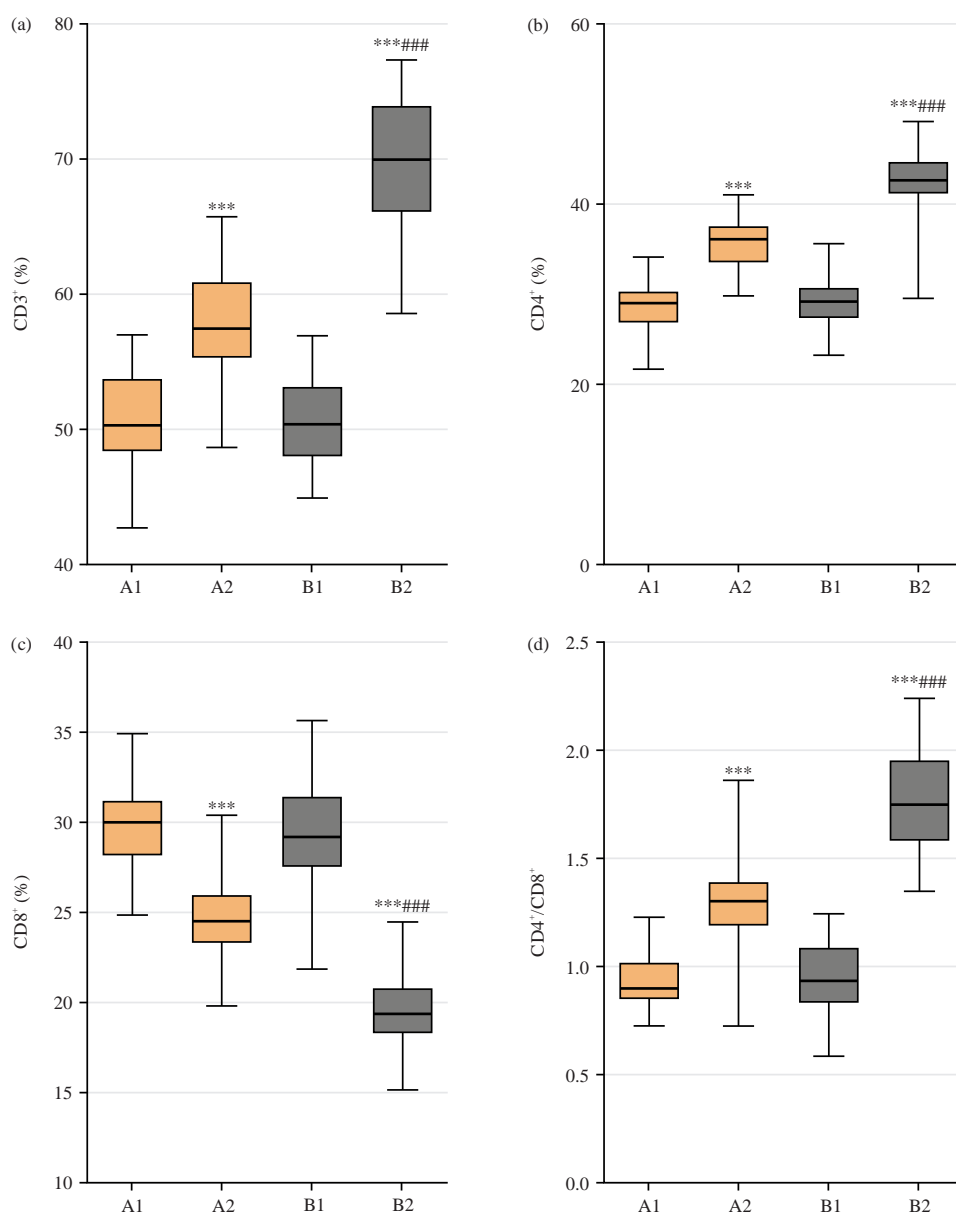 (a)
CD3⁺ (%)
80
70
60
50
40
***
***###
A1 A2 B1 B2
(b)
CD4⁺ (%)
60
40
20
0
***
***###
A1 A2 B1 B2
(c)
CD8⁺ (%)
40
35
30
25
20
15
10
***
***###
A1 A2 B1 B2
(d)
CD4⁺/CD8⁺
2.5
2.0
1.5
1.0
0.5
0.0
***
***###
A1 A2 B1 B2